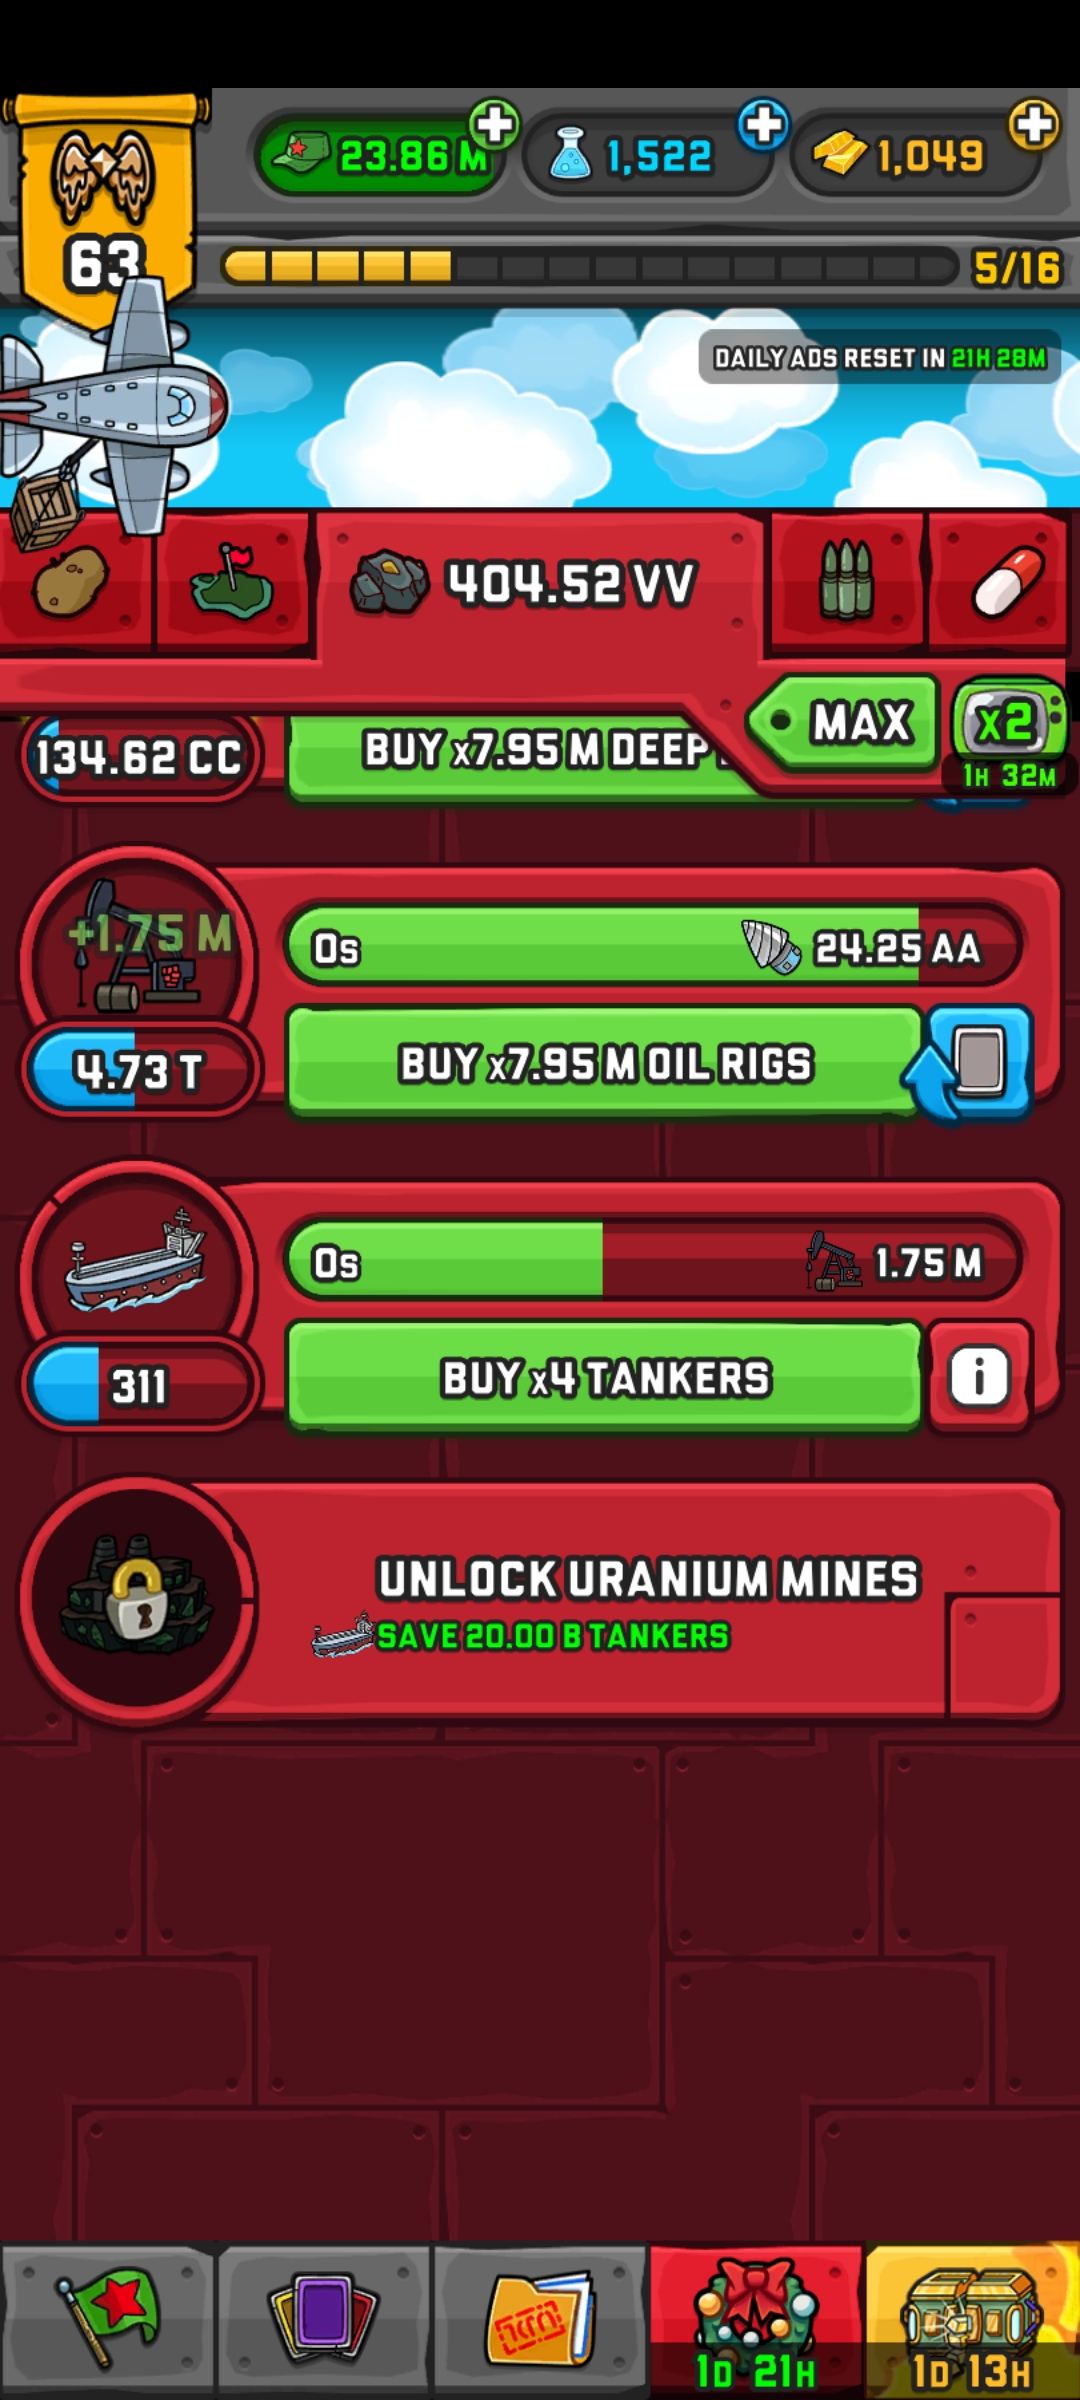 23.86 M
1,522
1,049
63
5/16
DAILY ADS RESET IN 21H 28M
404.52 VV
MAX
x2
1H 32M
134.62 CC
BUY x7.95 M DEEP
+1.75 M
0s
24.25 AA
4.73 T
BUY x7.95 M OIL RIGS
0s
1.75 M
311
BUY x4 TANKERS
i
UNLOCK URANIUM MINES
SAVE 20.00 B TANKERS
1D 21H
1D 13H